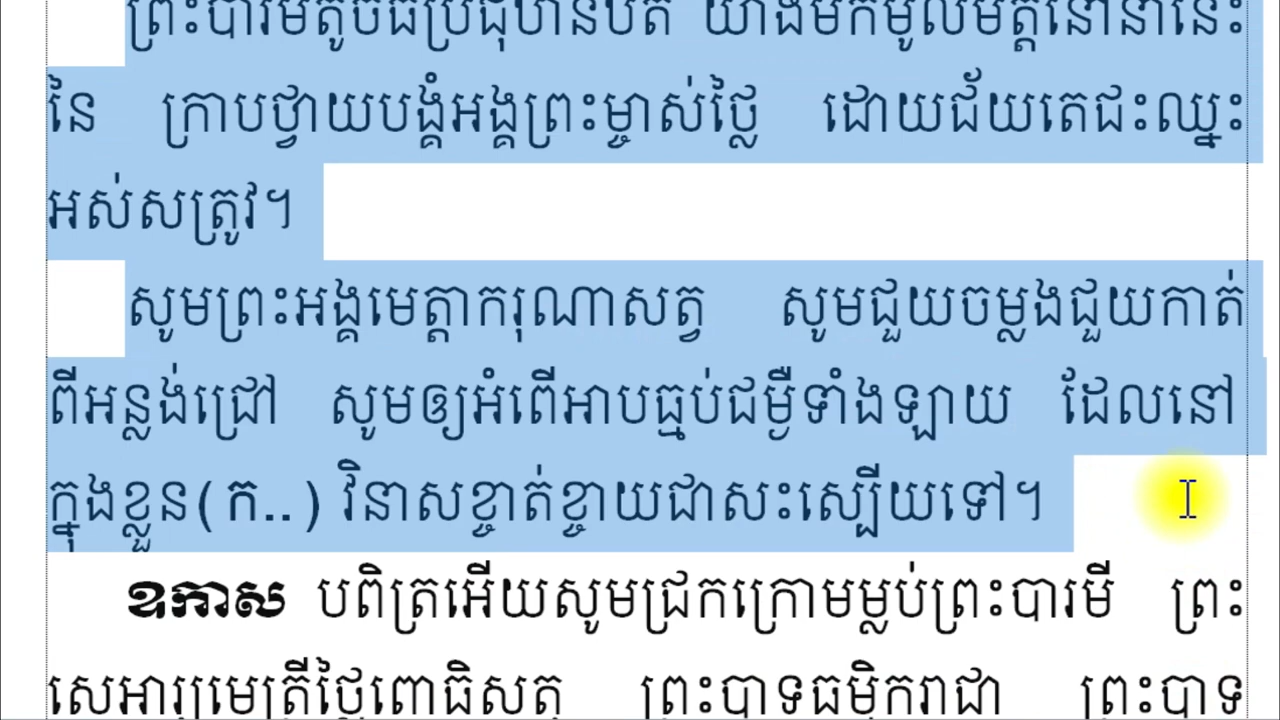 ព្រះបារមីតូចធំប្រជុំឋានឋិត យាងមកមូលមិត្តនៅនានេះ
នៃ ក្រាបថ្វាយបង្គំអង្គព្រះម្ចាស់ថ្លៃ ដោយជ័យតេជះឈ្នះ
អស់សត្រូវ។
សូមព្រះអង្គមេត្តាករុណាសត្វ សូមជួយចម្លងជួយកាត់
ពីអន្លង់ជ្រៅ សូមឲ្យអំពើអាបធ្មប់ជម្ងឺទាំងឡាយ ដែលនៅ
ក្នុងខ្លួន(ក..) វិនាសខ្ចាត់ខ្ចាយជាសះស្បើយទៅ។
ឧកាស បពិត្រអើយសូមជ្រកក្រោមម្លប់ព្រះបារមី ព្រះ
សេអារ្យមេត្រីថ្លៃពោធិសត្វ ព្រះបាទធម្មិករាជា ព្រះបាទ